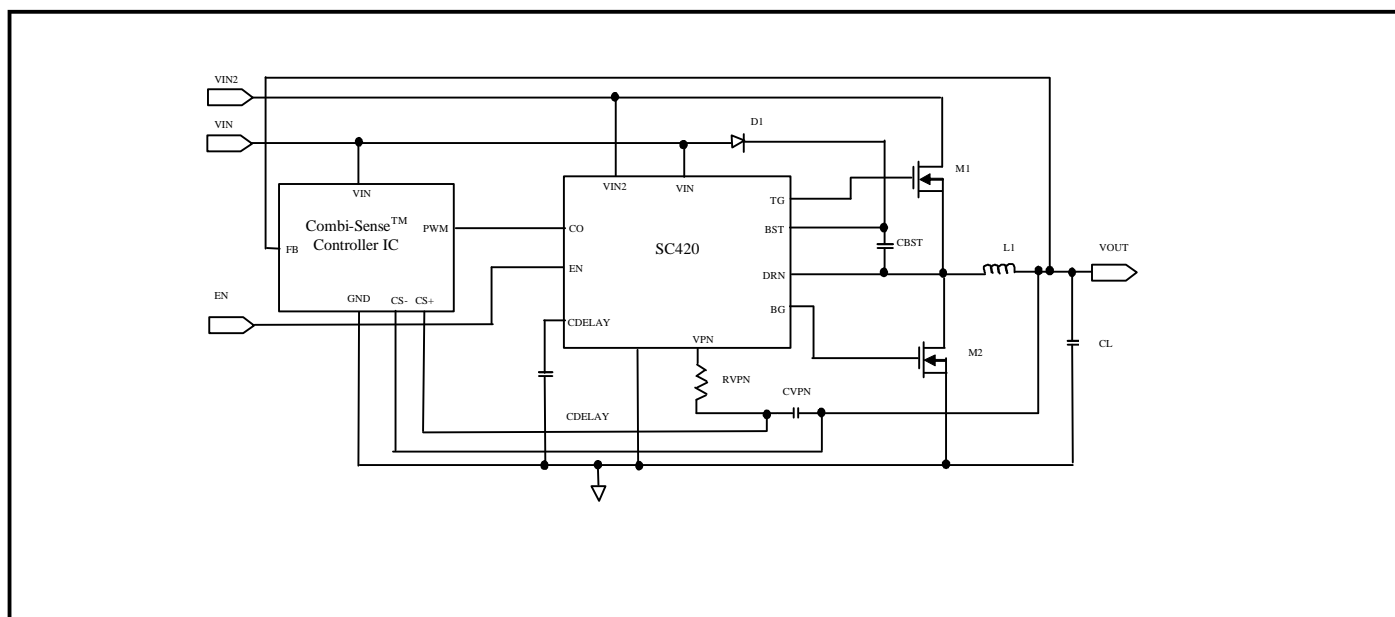 VIN2
VIN
D1
M1
VIN
VIN2
VIN
TG
Combi-Sense™
Controller IC
PWM
CO
SC420
BST
CBST
FB
L1
VOUT
EN
DRN
EN
GND
CS-
CS+
CDELAY
BG
VPN
M2
CL
RVPN
CVPN
CDELAY